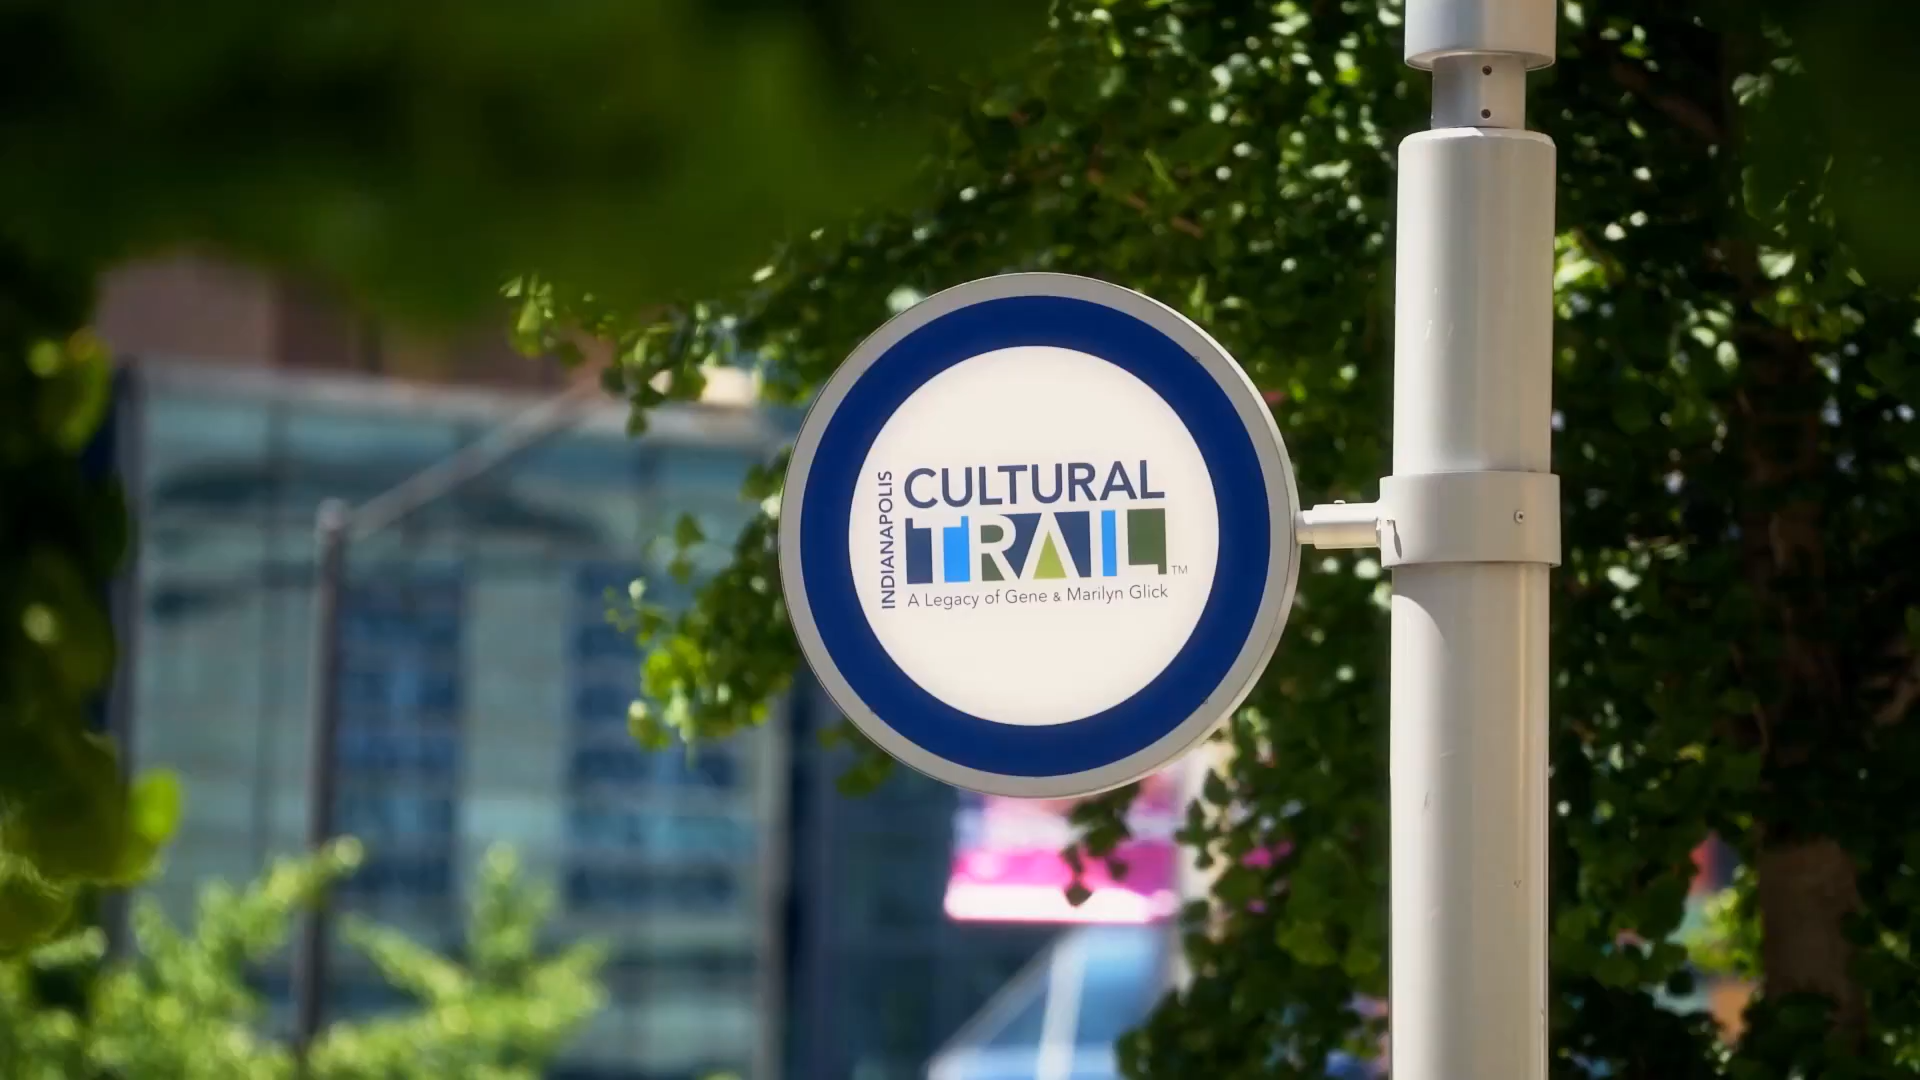 INDIANAPOLIS
CULTURAL
TRAIL™
A Legacy of Gene & Marilyn Glick